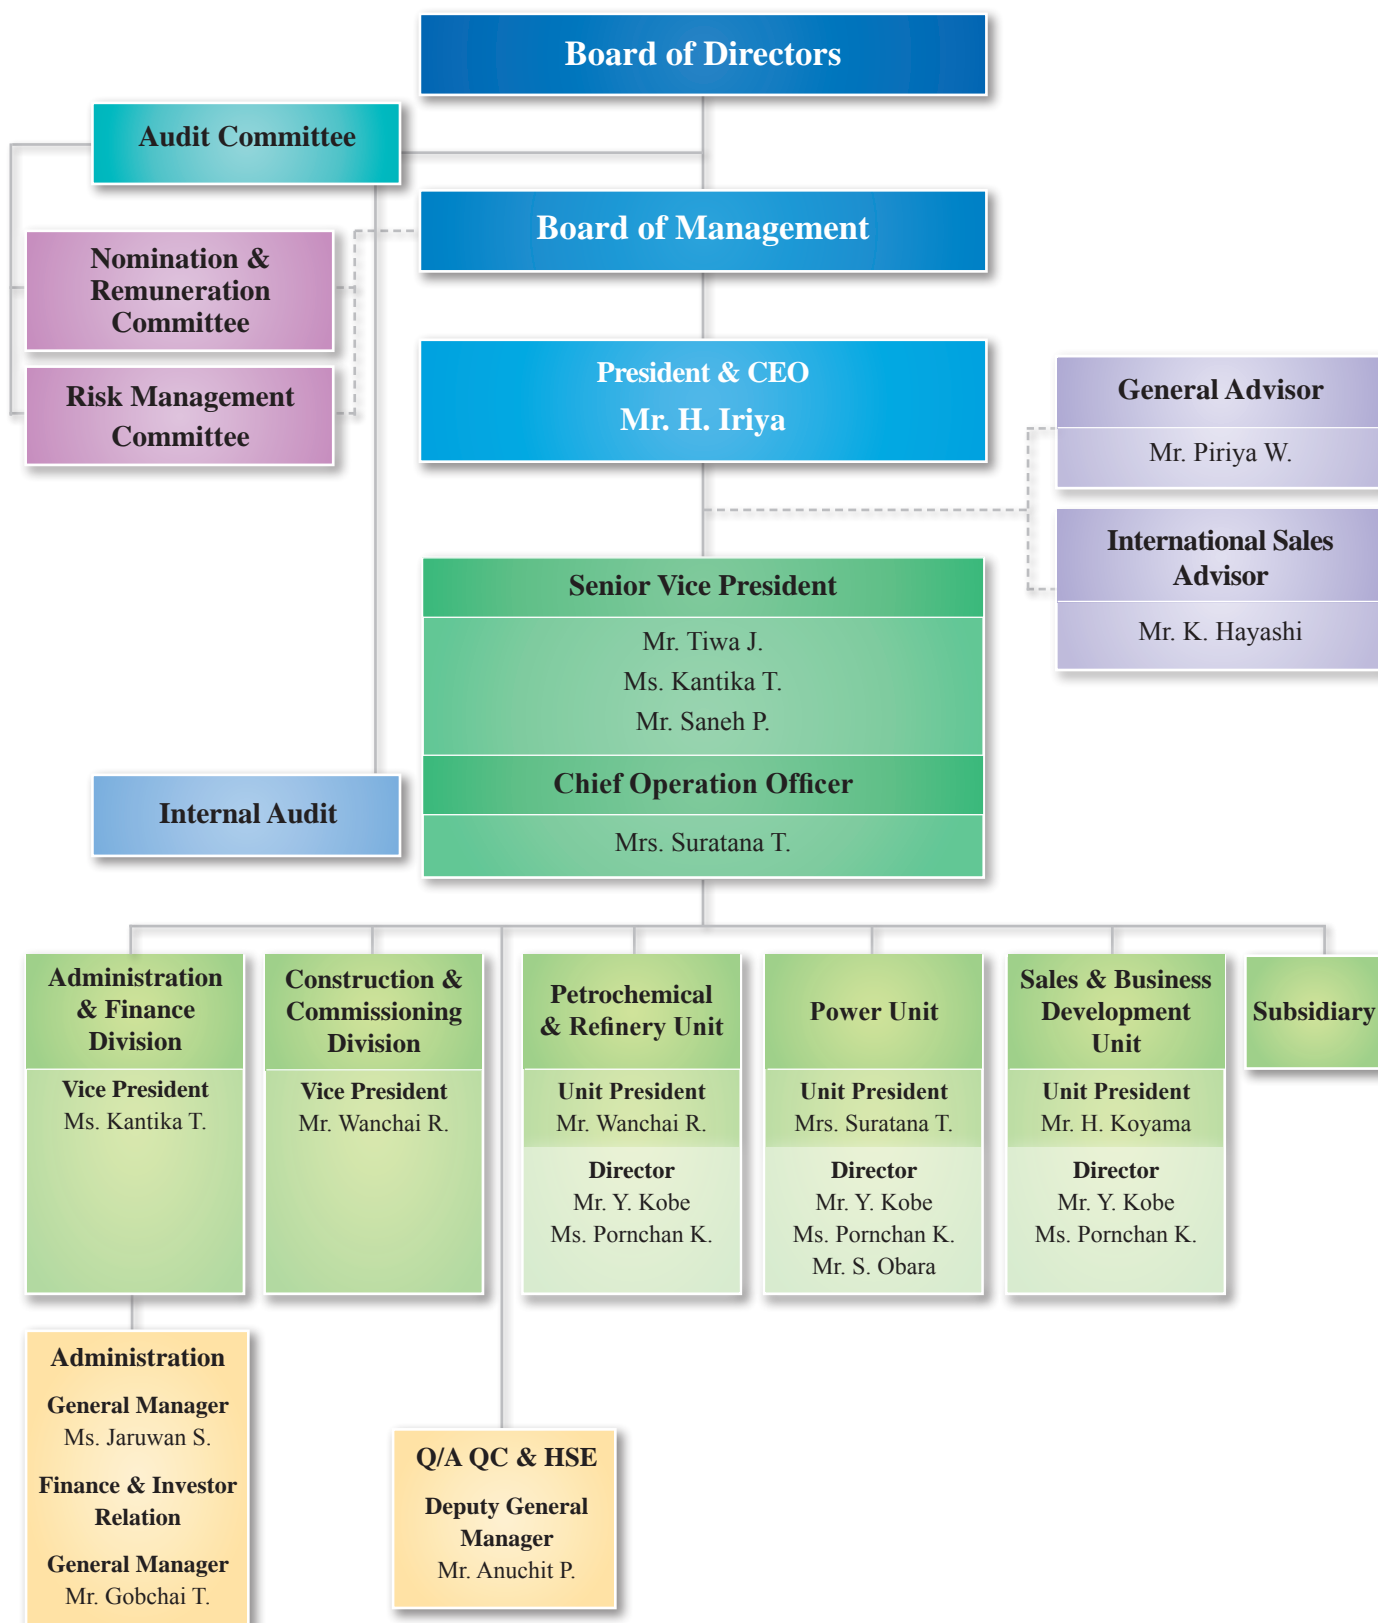 Board of Directors
Audit Committee
Board of Management
Nomination &
Remuneration
Committee
Risk Management
Committee
President & CEO
Mr. H. Iriya
General Advisor
Mr. Piriya W.
International Sales
Advisor
Mr. K. Hayashi
Senior Vice President
Mr. Tiwa J.
Ms. Kantika T.
Mr. Saneh P.
Chief Operation Officer
Mrs. Suratana T.
Internal Audit
Administration
& Finance
Division
Vice President
Ms. Kantika T.
Construction &
Commissioning
Division
Vice President
Mr. Wanchai R.
Petrochemical
& Refinery Unit
Unit President
Mr. Wanchai R.
Director
Mr. Y. Kobe
Ms. Pornchan K.
Power Unit
Unit President
Mrs. Suratana T.
Director
Mr. Y. Kobe
Ms. Pornchan K.
Mr. S. Obara
Sales & Business
Development
Unit
Unit President
Mr. H. Koyama
Director
Mr. Y. Kobe
Ms. Pornchan K.
Subsidiary
Administration
General Manager
Ms. Jaruwan S.
Finance & Investor
Relation
General Manager
Mr. Gobchai T.
Q/A QC & HSE
Deputy General
Manager
Mr. Anuchit P.